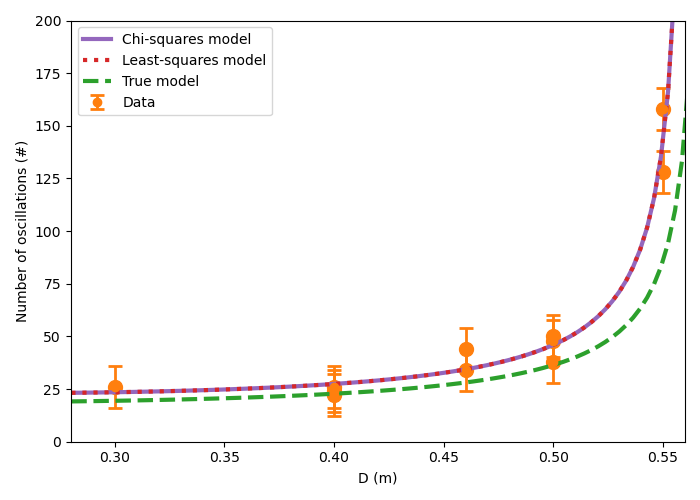 200
175
150
125
100
75
50
25
0
Number of oscillations (#)
Chi-squares model
Least-squares model
True model
Data
0.30
0.35
0.40
0.45
0.50
0.55
D (m)